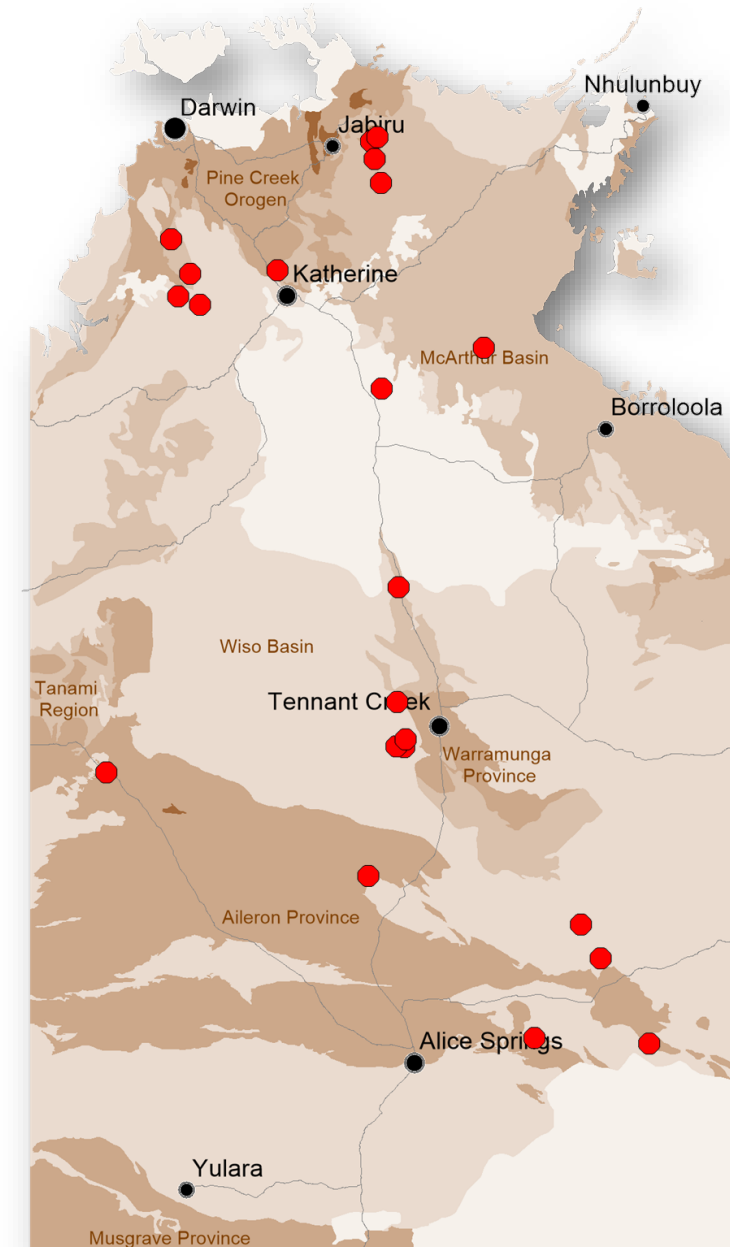 Nhulunbuy
Darwin
Jabiru
Pine Creek
Orogen
Katherine
McArthur Basin
Borroloola
Wiso Basin
Tanami
Region
Tennant Creek
Warramunga
Province
Aileron Province
Alice Springs
Yulara
Musgrave Province